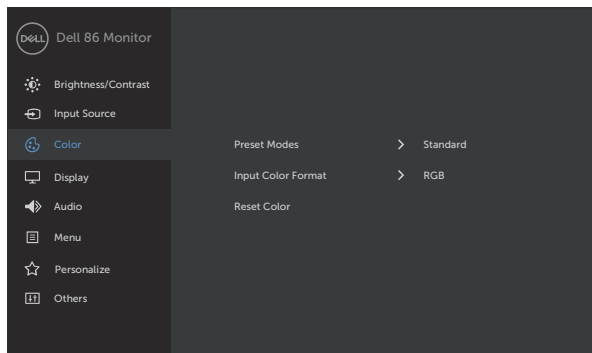 DELL Dell 86 Monitor
Brightness/Contrast
Input Source
Color
Preset Modes > Standard
Display
Input Color Format > RGB
Audio
Reset Color
Menu
Personalize
Others